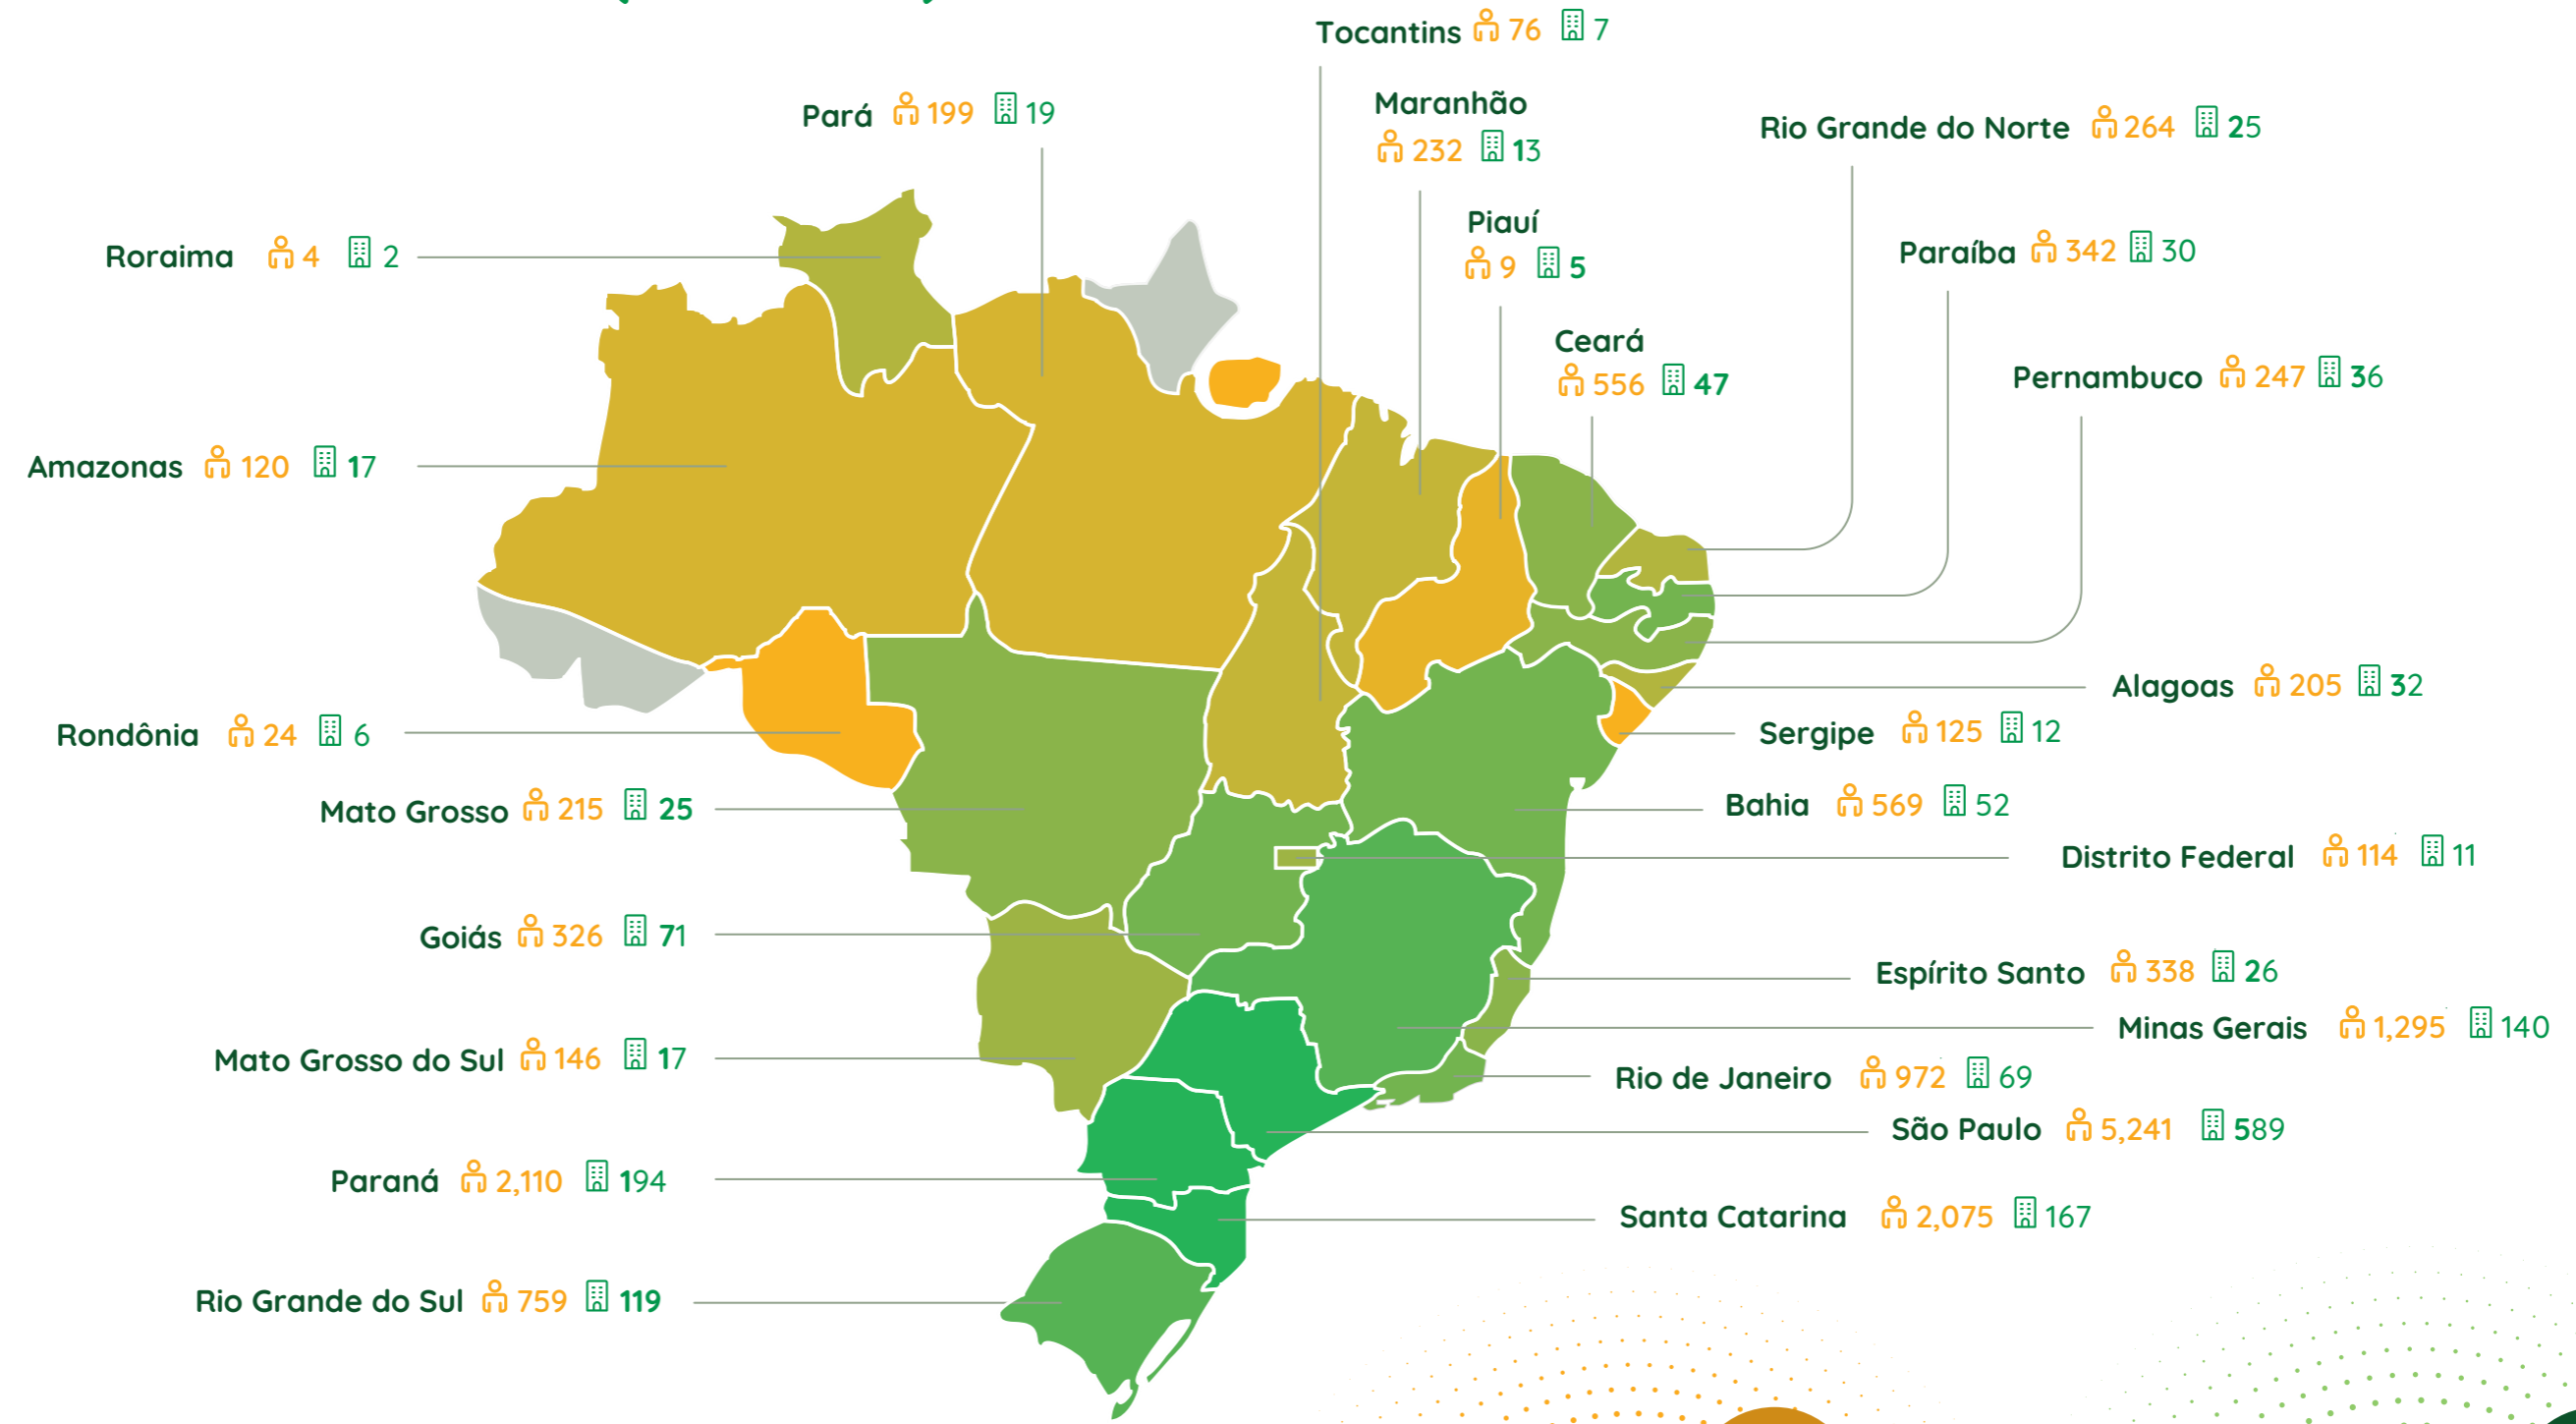 Tocantins 76 7
Pará 199 19
Maranhão
232 13
Rio Grande do Norte 264 25
Piauí
9 5
Roraima 4 2
Paraíba 342 30
Ceará
556 47
Pernambuco 247 36
Amazonas 120 17
Alagoas 205 32
Rondônia 24 6
Sergipe 125 12
Mato Grosso 215 25
Bahia 569 52
Distrito Federal 114 11
Goiás 326 71
Espírito Santo 338 26
Minas Gerais 1,295 140
Mato Grosso do Sul 146 17
Rio de Janeiro 972 69
São Paulo 5,241 589
Paraná 2,110 194
Santa Catarina 2,075 167
Rio Grande do Sul 759 119